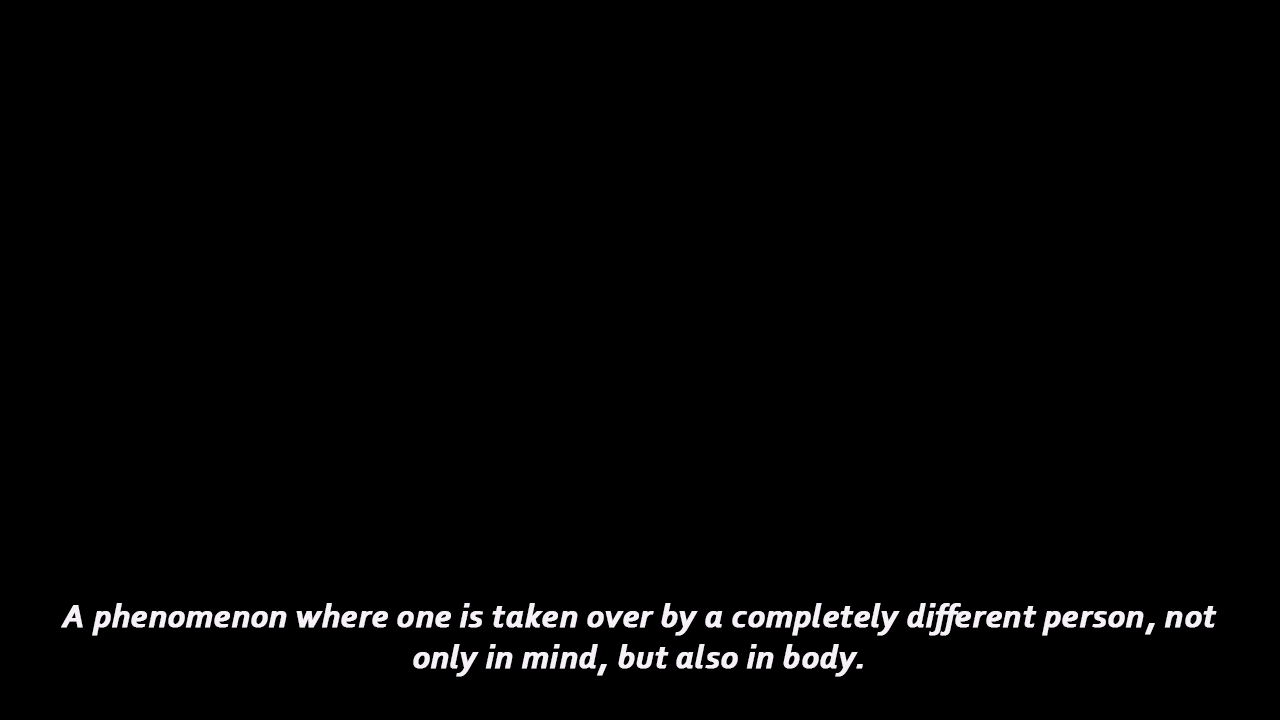 A phenomenon where one is taken over by a completely different person, not
only in mind, but also in body.